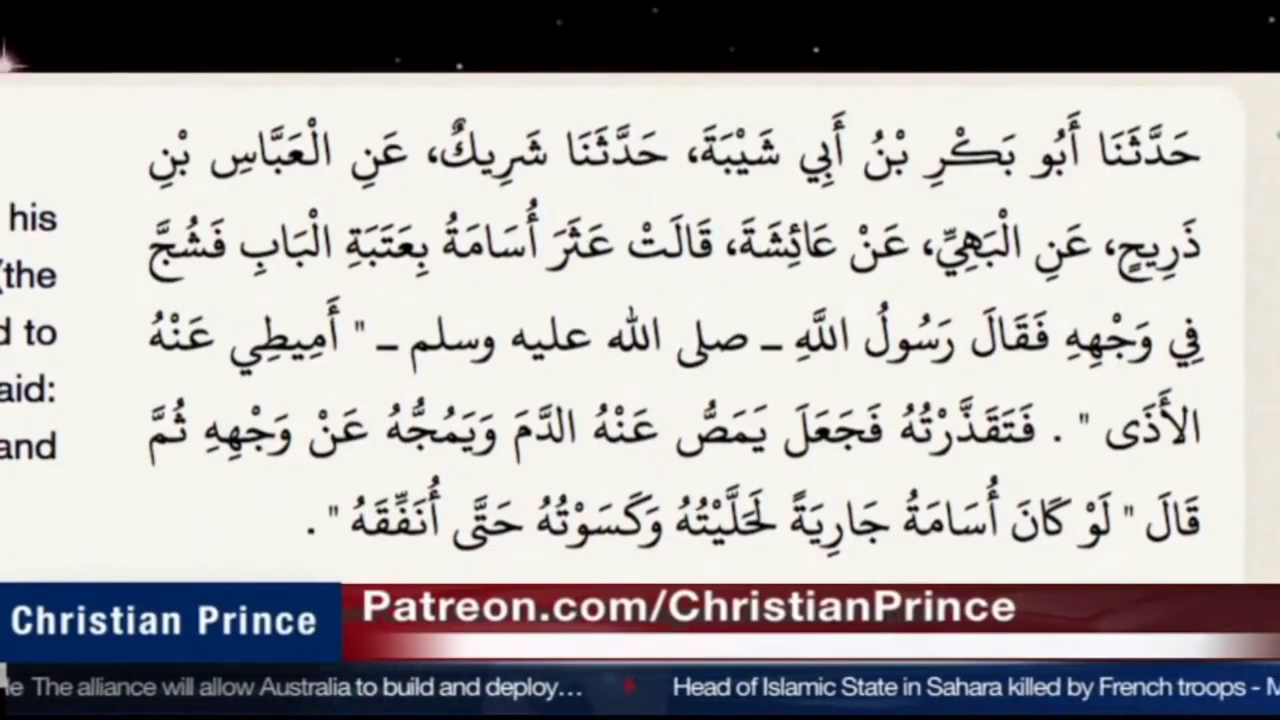 حَدَّثَنَا أَبُو بَكْرِ بْنُ أَبِي شَيْبَةَ، حَدَّثَنَا شَرِيكٌ، عَنِ الْعَبَّاسِ بْنِ
ذَرِيحٍ، عَنِ الْبَهِيِّ، عَنْ عَائِشَةَ، قَالَتْ عَثَرَ أُسَامَةُ بِعَتَبَةِ الْبَابِ فَشُجَّ
فِي وَجْهِهِ فَقَالَ رَسُولُ اللَّهِ ـ صلى الله عليه وسلم ـ " أَمِيطِي عَنْهُ
الأَذَى " . فَتَقَذَّرْتُهُ فَجَعَلَ يَمَصُّ عَنْهُ الدَّمَ وَيَمُجُّهُ عَنْ وَجْهِهِ ثُمَّ
قَالَ " لَوْ كَانَ أُسَامَةُ جَارِيَةً لَحَلَّيْتُهُ وَكَسَوْتُهُ حَتَّى أُنَفِّقَهُ " .
his
(the
d to
aid:
and
Christian Prince
Patreon.com/ChristianPrince
The alliance will allow Australia to build and deploy... Head of Islamic State in Sahara killed by French troops -